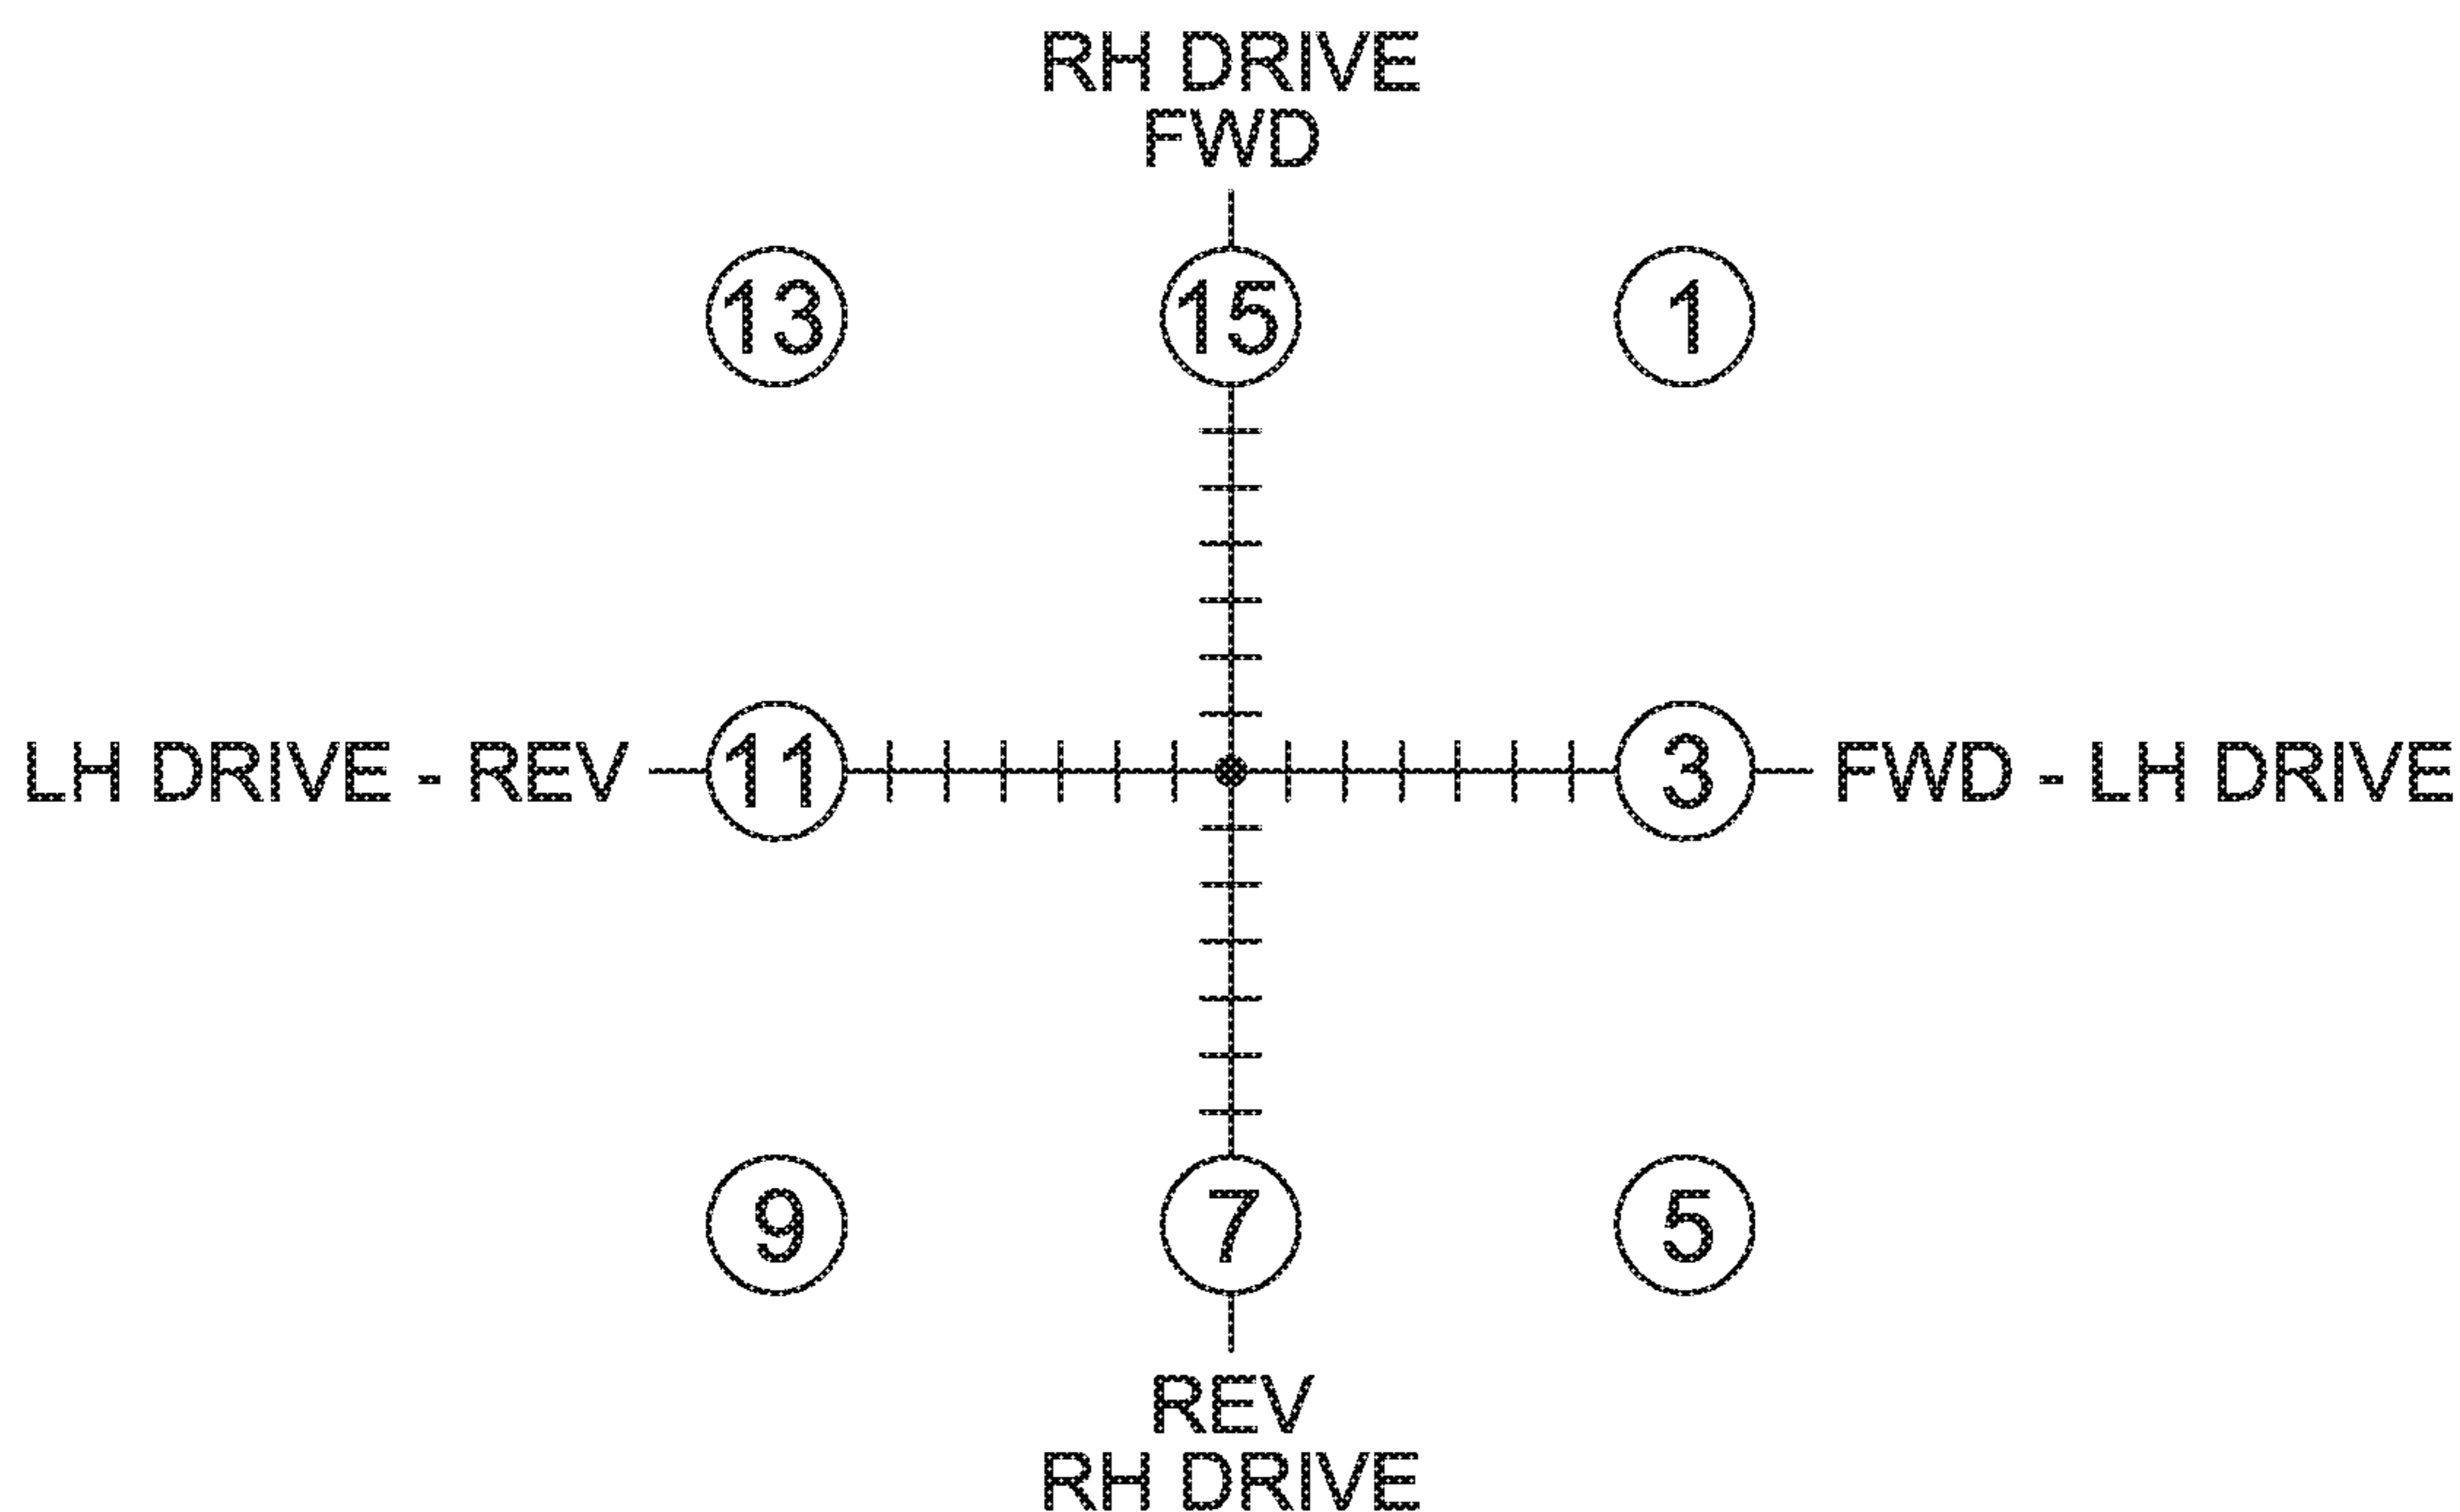 RH DRIVE
FWD
13 15 1
LH DRIVE - REV 11 3 FWD - LH DRIVE
9 7 5
REV
RH DRIVE